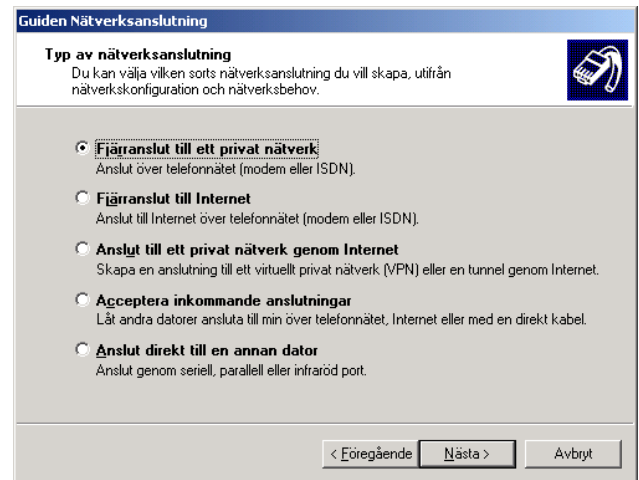 Guiden Nätverksanslutning
Typ av nätverksanslutning
Du kan välja vilken sorts nätverksanslutning du vill skapa, utifrån
nätverkskonfiguration och nätverksbehov.
Fjärranslut till ett privat nätverk
Anslut över telefonnätet (modem eller ISDN).
Fjärranslut till Internet
Anslut till Internet över telefonnätet (modem eller ISDN).
Anslut till ett privat nätverk genom Internet
Skapa en anslutning till ett virtuellt privat nätverk (VPN) eller en tunnel genom Internet.
Acceptera inkommande anslutningar
Låt andra datorer ansluta till min över telefonnätet, Internet eller med en direkt kabel.
Anslut direkt till en annan dator
Anslut genom seriell, parallell eller infraröd port.
< Föregående Nästa > Avbryt